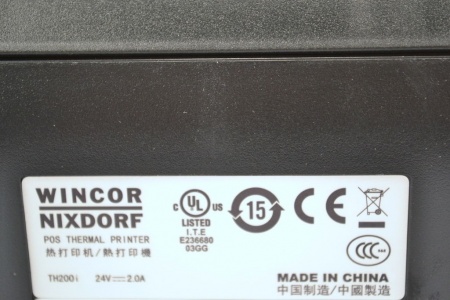 WINCOR
NIXDORF
POS THERMAL PRINTER
热打印机/熱打印機
TH200i 24V⎓2.0A
c UL US
LISTED
I.T.E
E236680
03GG
15
CE
CCC
MADE IN CHINA
中国制造/中國製造